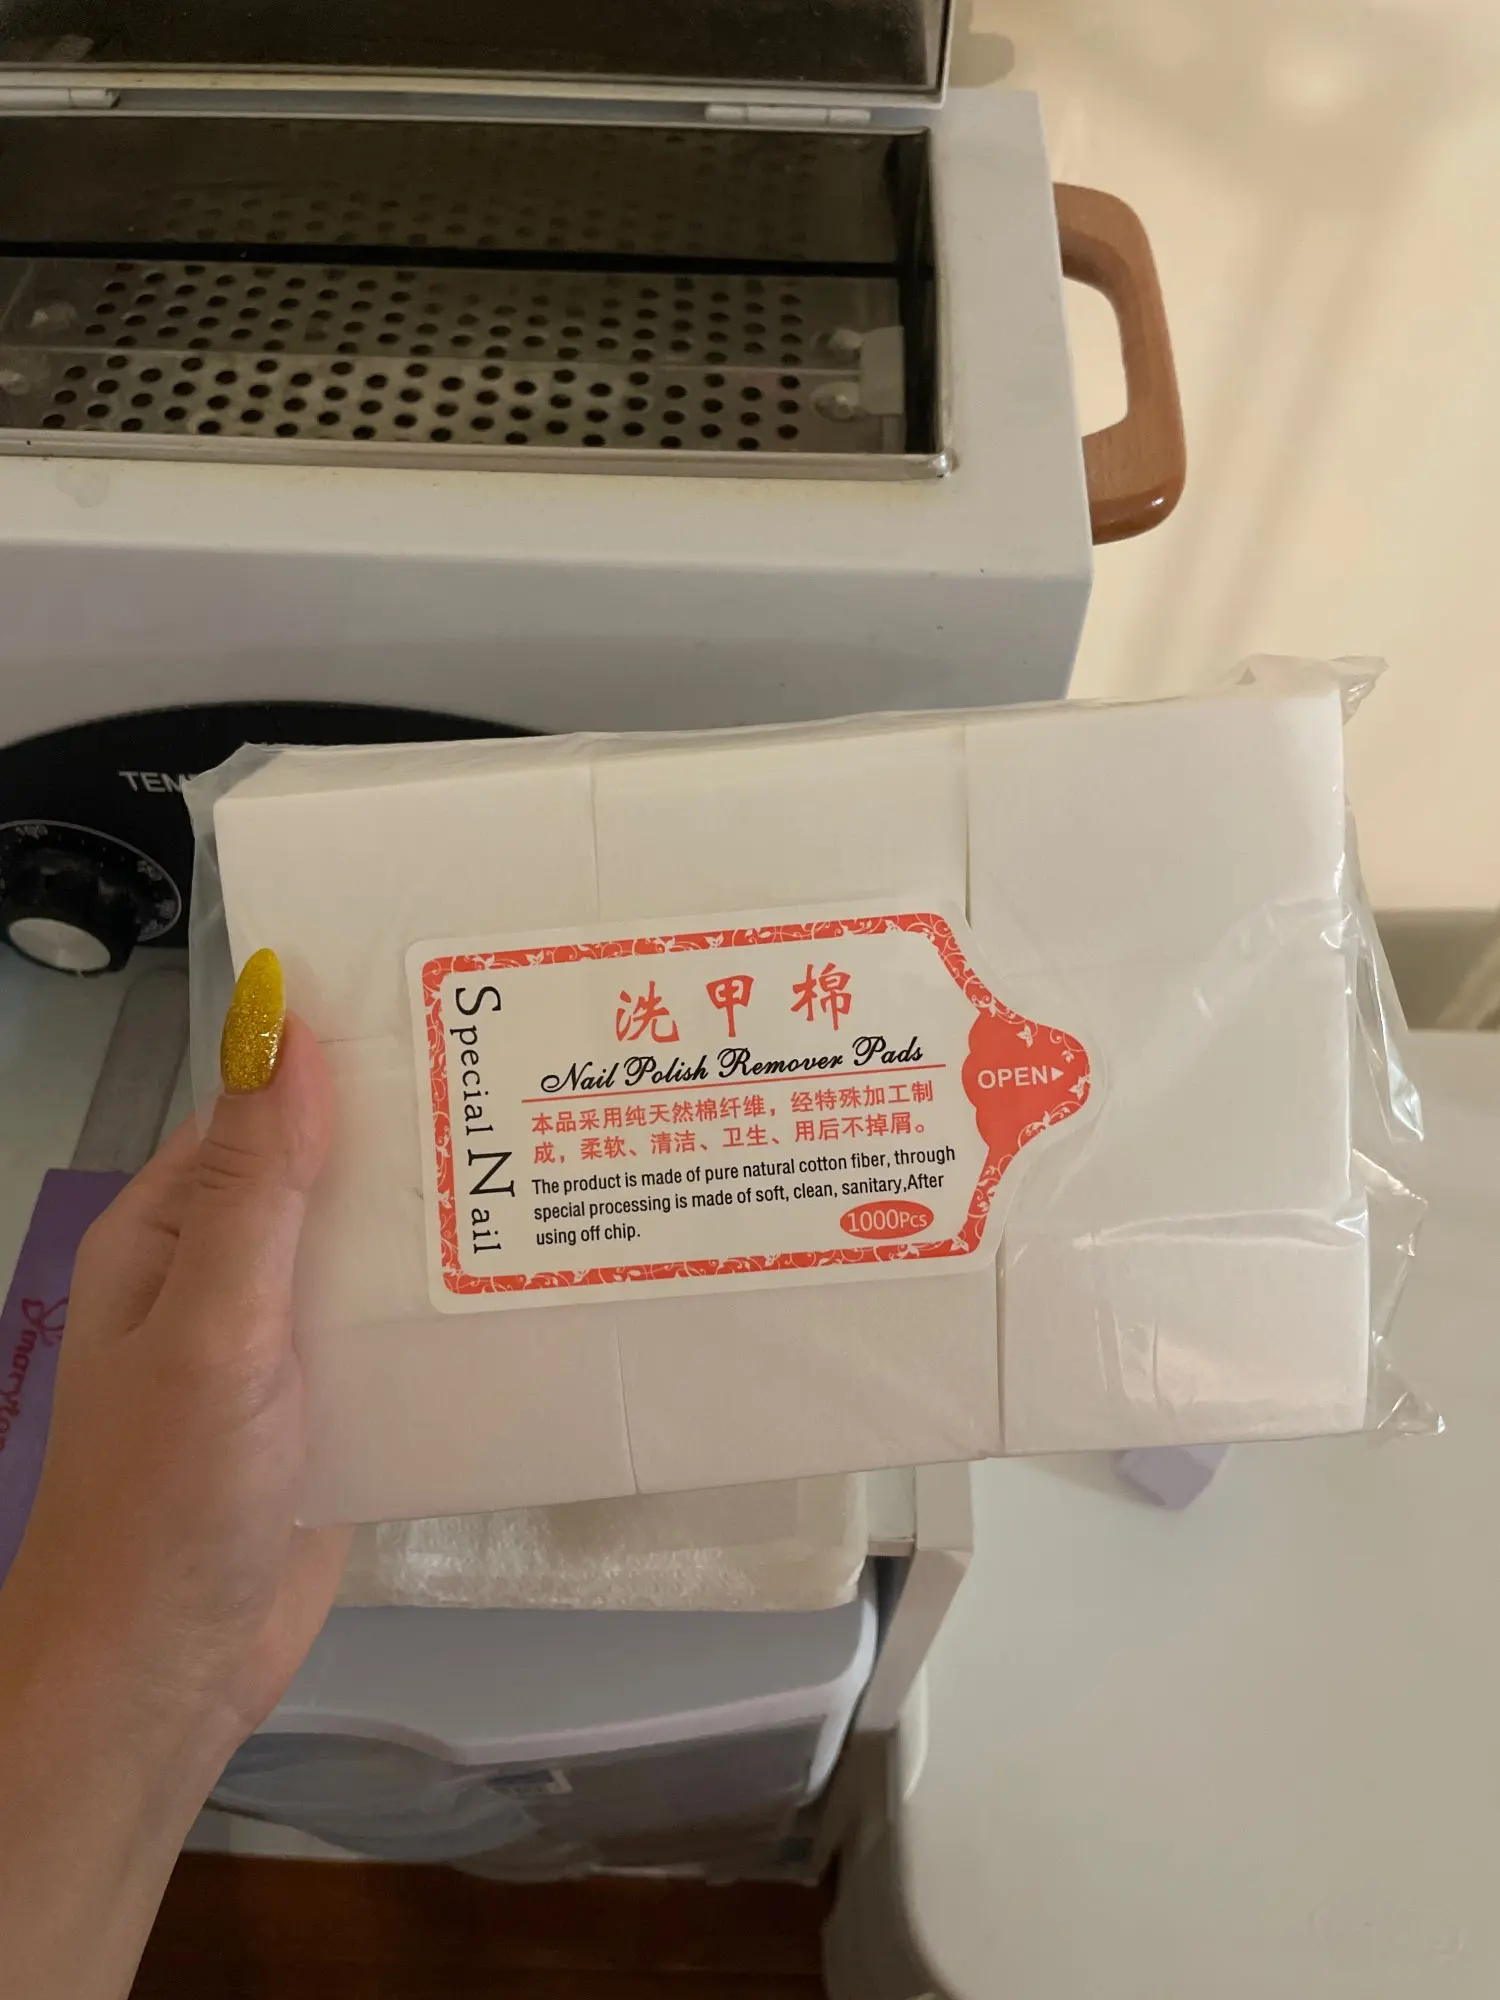 TEM
Special Nail
洗甲棉
Nail Polish Remover Pads
本品采用纯天然棉纤维，经特殊加工制
成，柔软、清洁、卫生、用后不掉屑。
The product is made of pure natural cotton fiber, through
special processing is made of soft, clean, sanitary,After
using off chip.
1000Pcs
OPEN